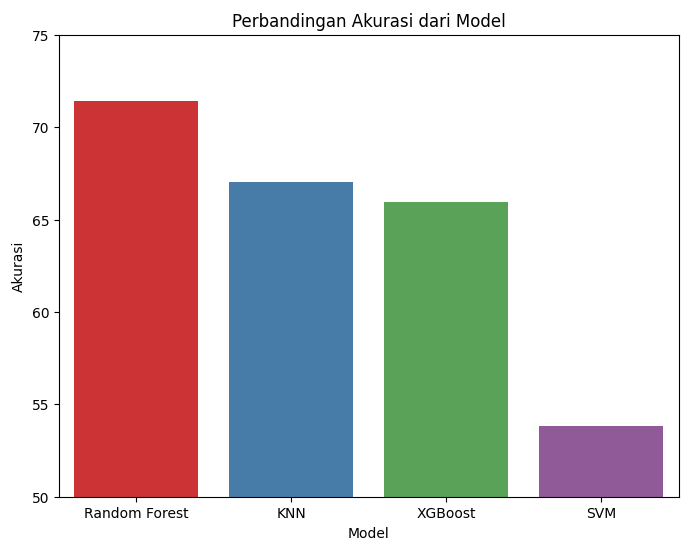 Perbandingan Akurasi dari Model
75
70
65
60
55
50
Akurasi
Random Forest
KNN
XGBoost
SVM
Model